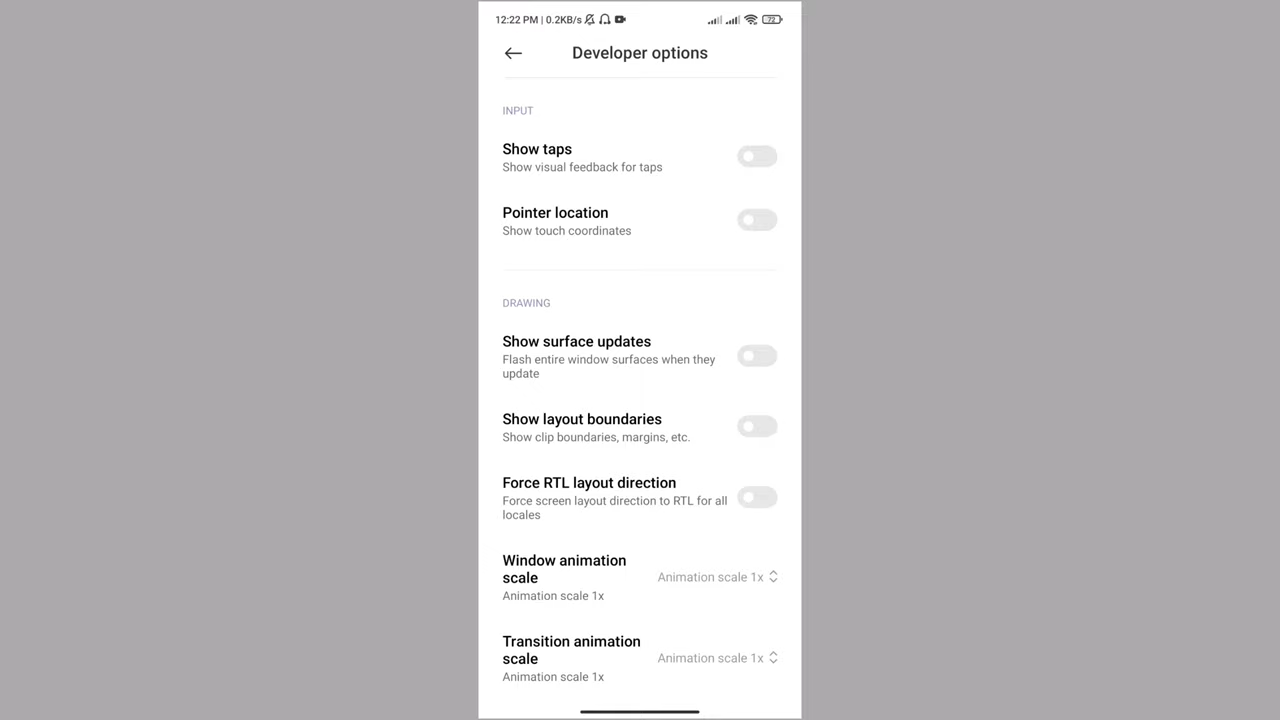 12:22 PM | 0.2KB/s
72
Developer options
INPUT
Show taps
Show visual feedback for taps
Pointer location
Show touch coordinates
DRAWING
Show surface updates
Flash entire window surfaces when they
update
Show layout boundaries
Show clip boundaries, margins, etc.
Force RTL layout direction
Force screen layout direction to RTL for all
locales
Window animation
scale
Animation scale 1x
Animation scale 1x
Transition animation
scale
Animation scale 1x
Animation scale 1x